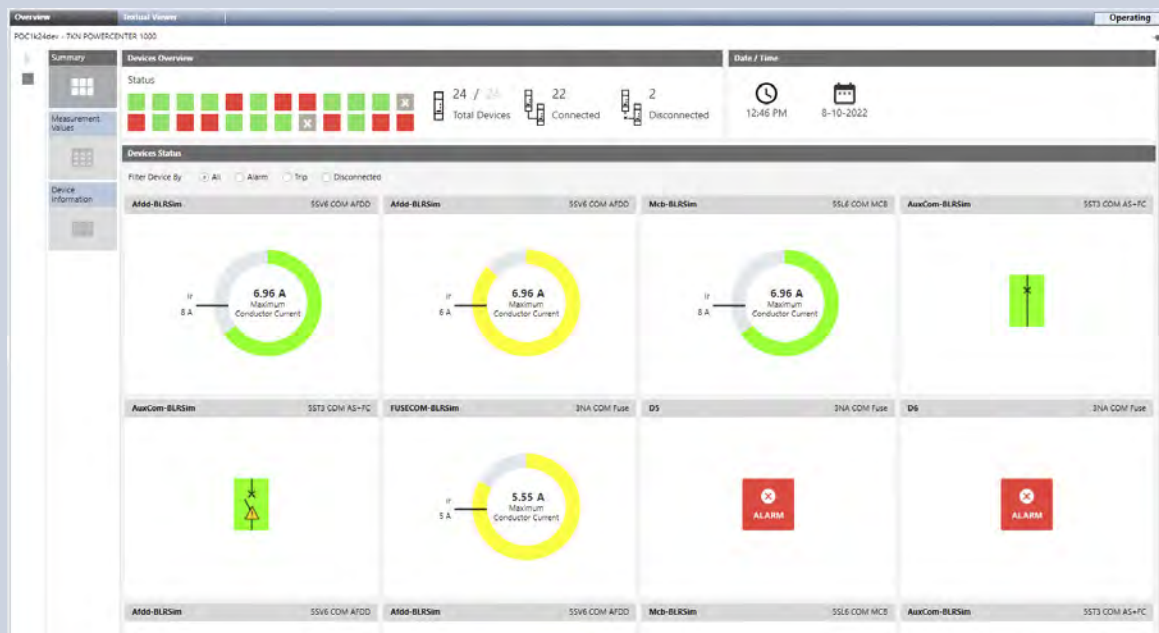 Overview Textual Viewer Operating
POC1k24dev - 7KN POWERCENTER 1000
Summary
Measurement Values
Device Information
Devices Overview
Status
24 / 24
Total Devices
22
Connected
2
Disconnected
Date / Time
12:46 PM
8-10-2022
Devices Status
Filter Device By All Alarm Trip Disconnected
Afdd-BLRSim 5SV6 COM AFDD
Ir
8 A
6.96 A
Maximum
Conductor Current
Afdd-BLRSim 5SV6 COM AFDD
Ir
6 A
6.96 A
Maximum
Conductor Current
Mcb-BLRSim 5SL6 COM MCB
Ir
8 A
6.96 A
Maximum
Conductor Current
AuxCom-BLRSim 5ST3 COM AS+FC
AuxCom-BLRSim 5ST3 COM AS+FC
FUSECOM-BLRSim 3NA COM Fuse
Ir
5 A
5.55 A
Maximum
Conductor Current
D5 3NA COM Fuse
ALARM
D6 3NA COM Fuse
ALARM
Afdd-BLRSim 5SV6 COM AFDD
Afdd-BLRSim 5SV6 COM AFDD
Mcb-BLRSim 5SL6 COM MCB
AuxCom-BLRSim 5ST3 COM AS+FC